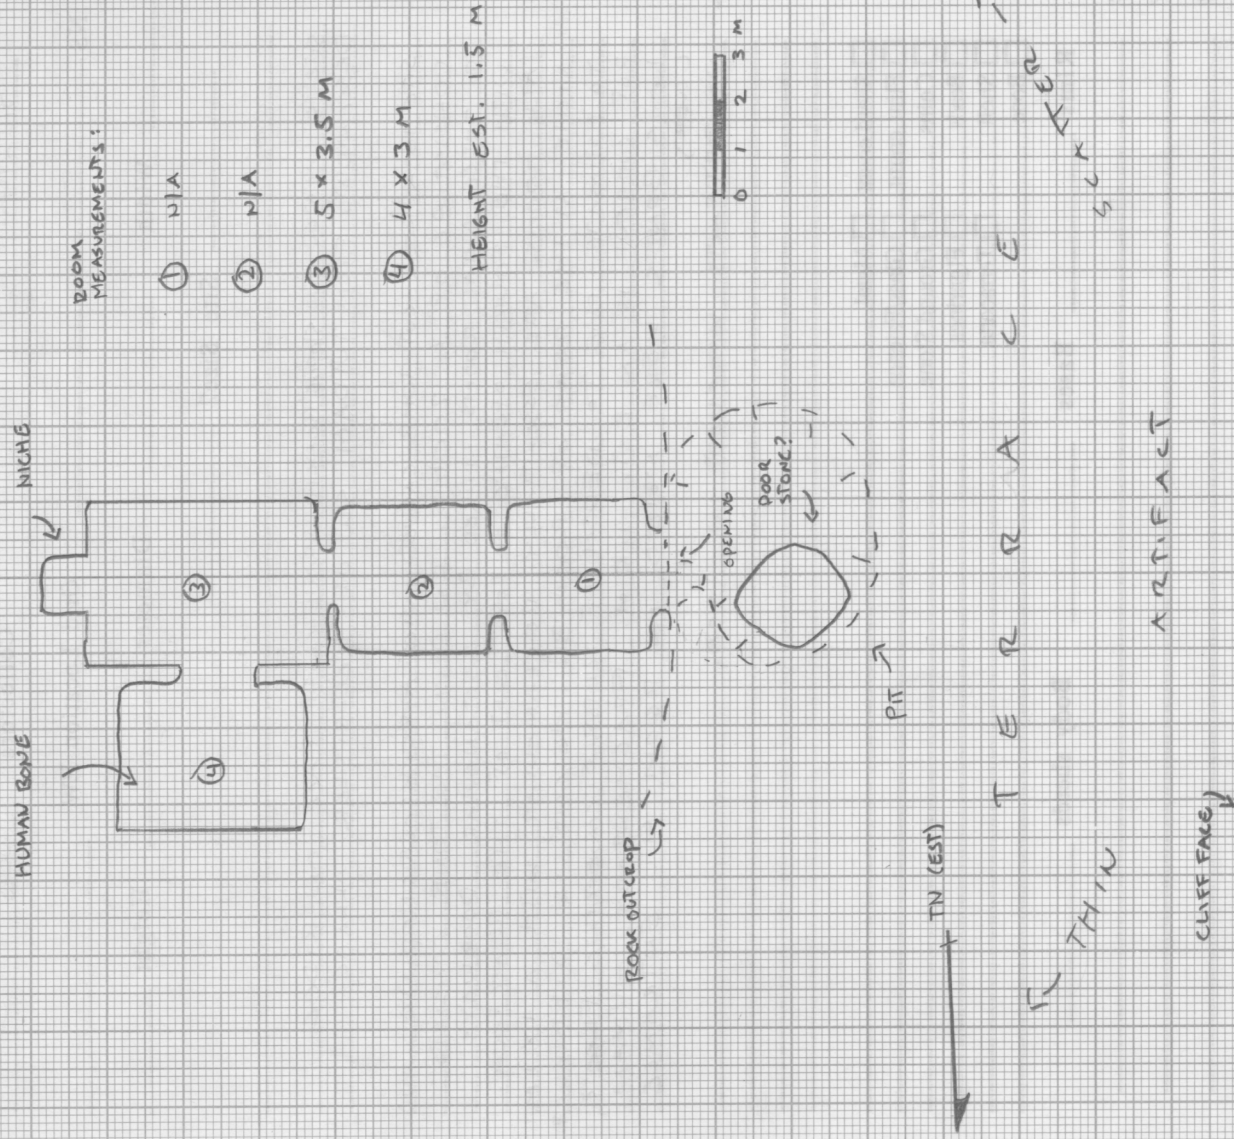 HUMAN BONE
NICHE
ROOM
MEASUREMENTS:
① N/A
② N/A
③ 5 x 3.5 M
④ 4 x 3 M
HEIGHT EST. 1.5 M
③
④
②
①
ROCK OUTCROP
OPENING
DOOR
STONE?
0 1 2 3 M
PIT
TN (EST)
TERRACE
THIN ARTIFACT SCATTER
CLIFF FACE